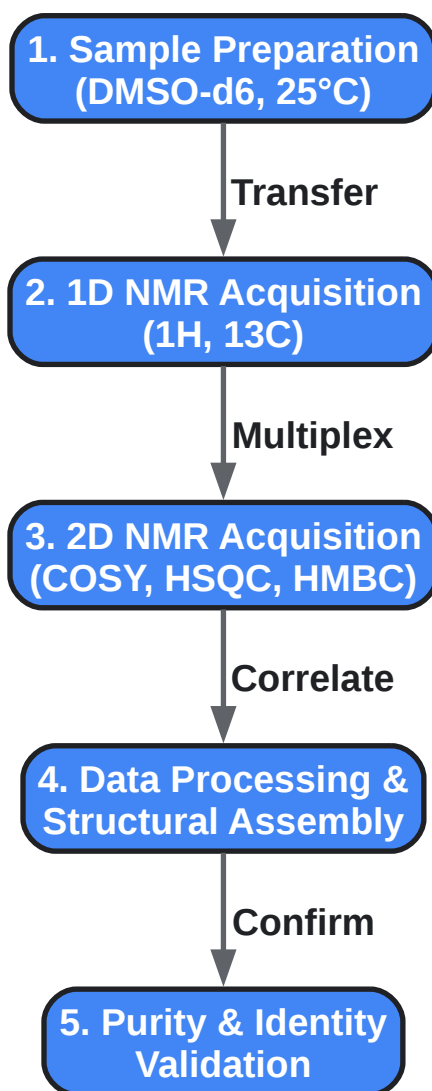 1. Sample Preparation
(DMSO-d6, 25°C)
Transfer
2. 1D NMR Acquisition
(1H, 13C)
Multiplex
3. 2D NMR Acquisition
(COSY, HSQC, HMBC)
Correlate
4. Data Processing &
Structural Assembly
Confirm
5. Purity & Identity
Validation